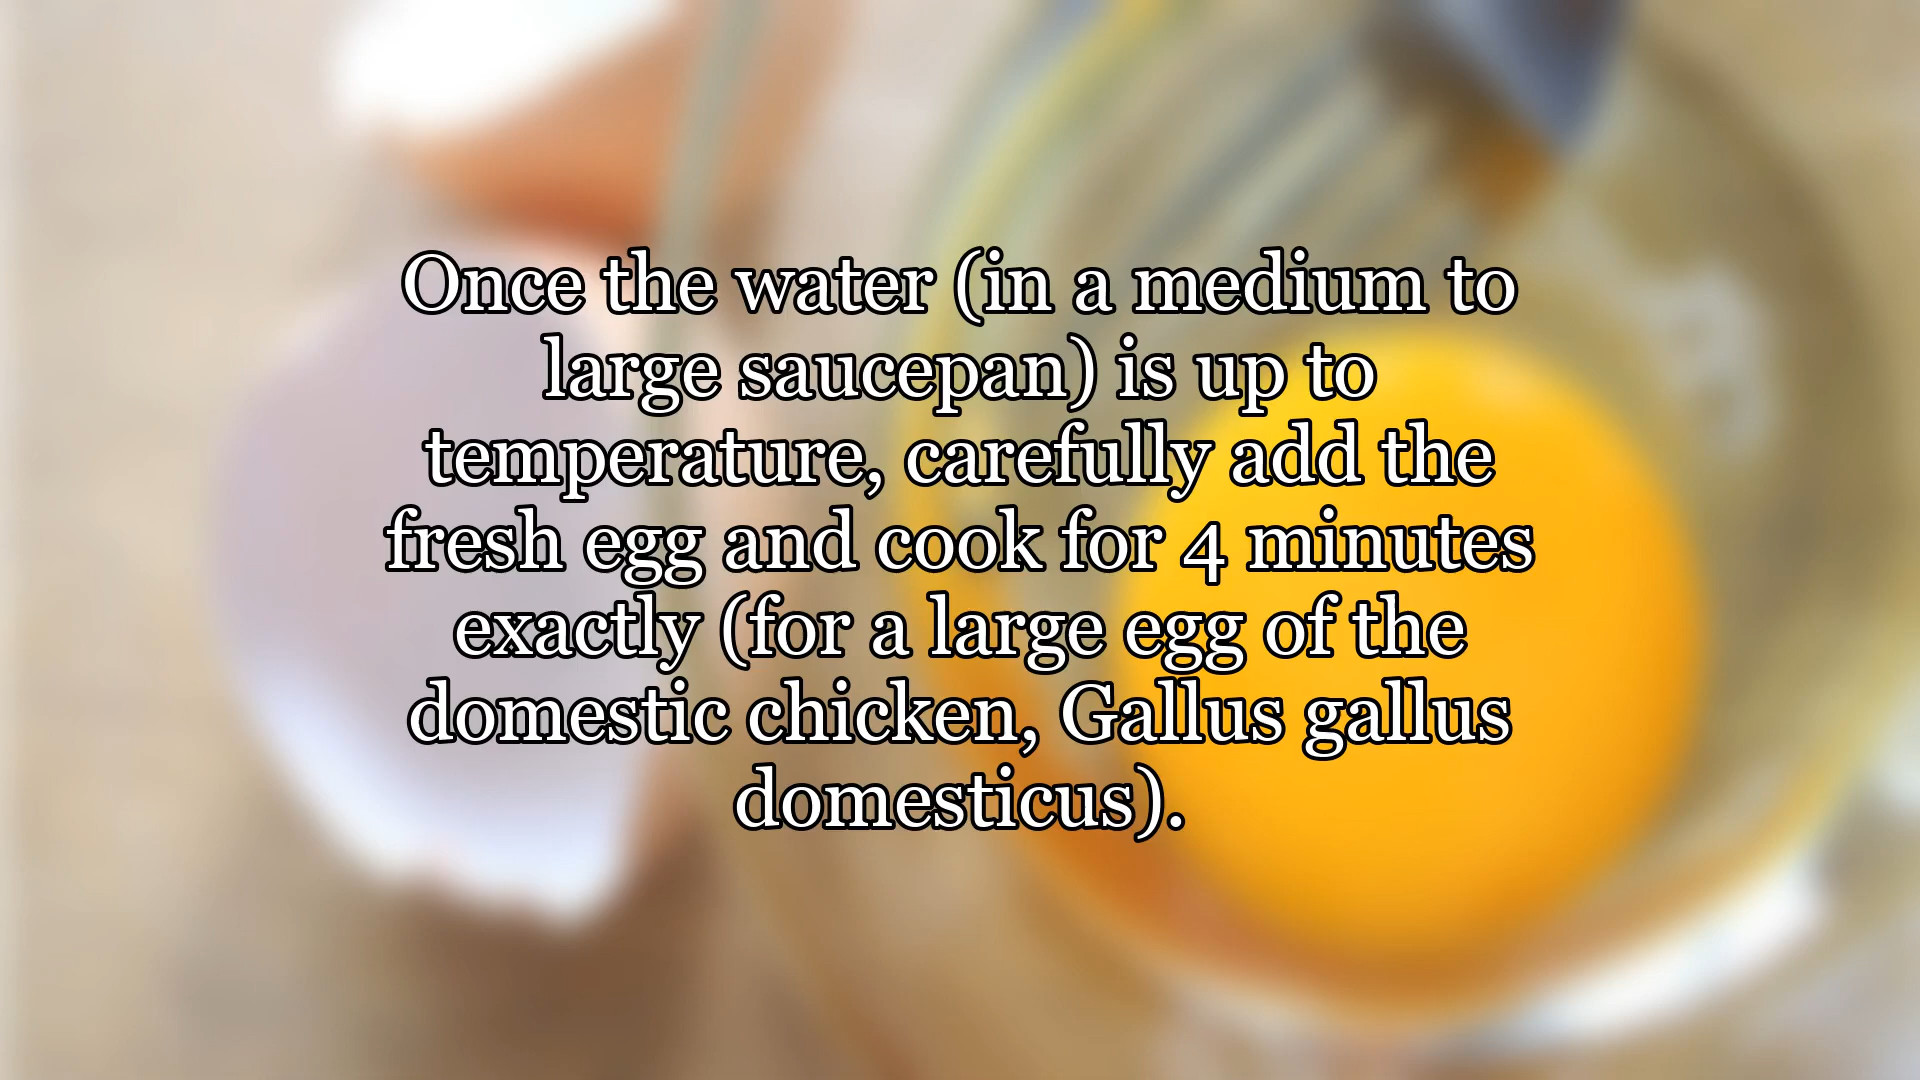 Once the water (in a medium to
large saucepan) is up to
temperature, carefully add the
fresh egg and cook for 4 minutes
exactly (for a large egg of the
domestic chicken, Gallus gallus
domesticus).